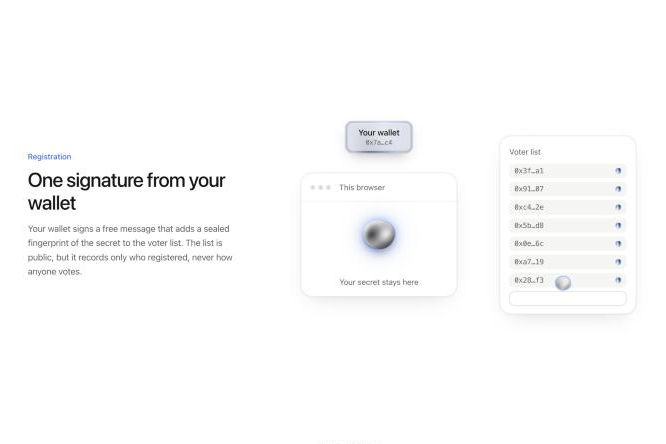 Registration
One signature from your
wallet
Your wallet signs a free message that adds a sealed
fingerprint of the secret to the voter list. The list is
public, but it records only who registered, never how
anyone votes.
Your wallet
0x7a…c4
This browser
Your secret stays here
Voter list
0x3f…a1
0x91…07
0xc4…2e
0x5b…d8
0x0e…6c
0xa7…19
0x28…f3